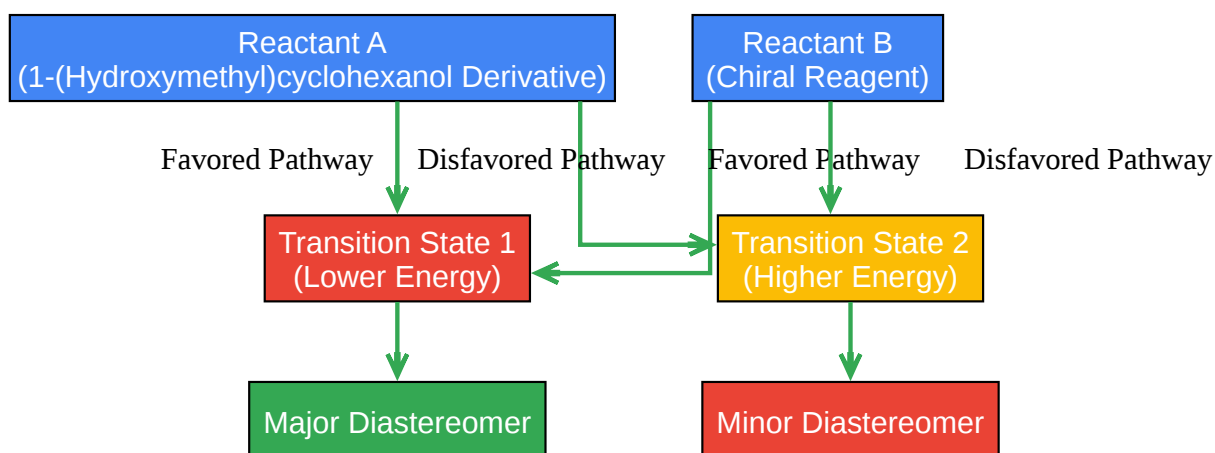 Reactant A
(1-(Hydroxymethyl)cyclohexanol Derivative)
Reactant B
(Chiral Reagent)
Favored Pathway
Disfavored Pathway
Favored Pathway
Disfavored Pathway
Transition State 1
(Lower Energy)
Transition State 2
(Higher Energy)
Major Diastereomer
Minor Diastereomer